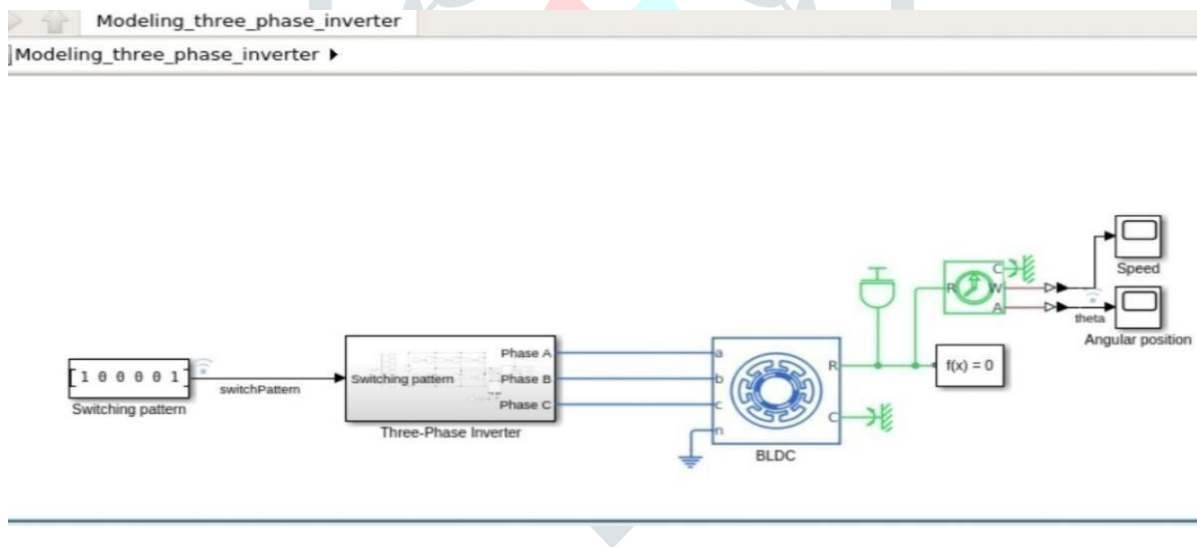 Modeling_three_phase_inverter
Modeling_three_phase_inverter
Speed
C
R
W
A
theta
Angular position
[1 0 0 0 0 1]
Switching pattern
switchPattern
Switching pattern
Phase A
Phase B
Phase C
Three-Phase Inverter
a
b
c
n
R
C
BLDC
f(x) = 0